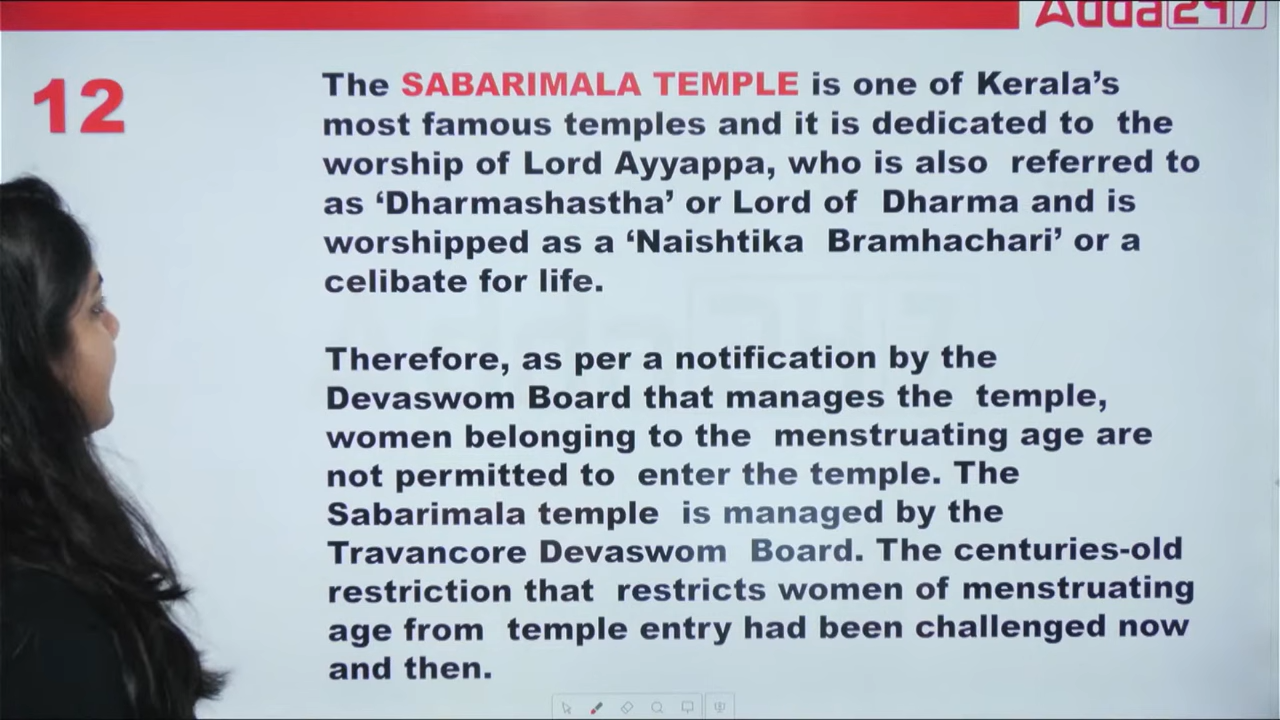 Adda247
12
The SABARIMALA TEMPLE is one of Kerala’s
most famous temples and it is dedicated to the
worship of Lord Ayyappa, who is also referred to
as ‘Dharmashastha’ or Lord of Dharma and is
worshipped as a ‘Naishtika Bramhachari’ or a
celibate for life.
Therefore, as per a notification by the
Devaswom Board that manages the temple,
women belonging to the menstruating age are
not permitted to enter the temple. The
Sabarimala temple is managed by the
Travancore Devaswom Board. The centuries-old
restriction that restricts women of menstruating
age from temple entry had been challenged now
and then.